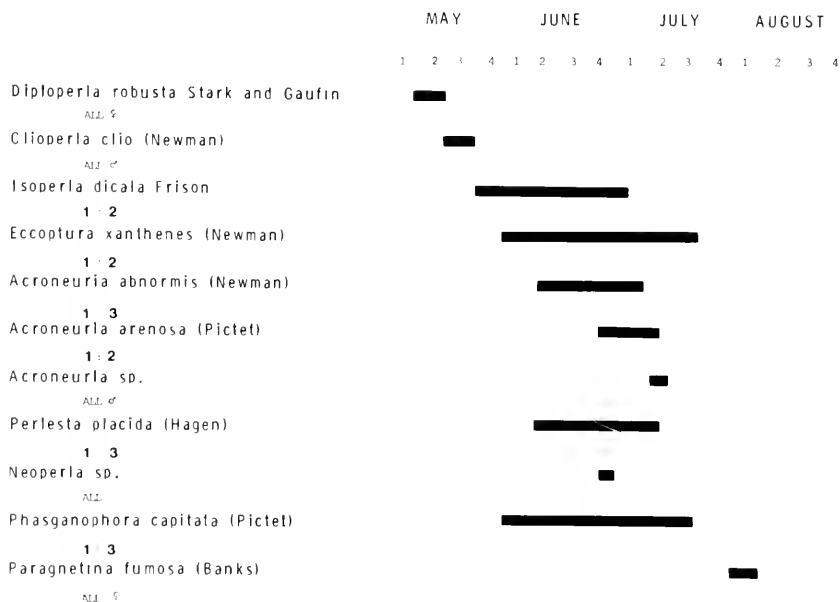 MAY JUNE JULY AUGUST
1 2 3 4 1 2 3 4 1 2 3 4 1 2 3 4
Diploperla robusta Stark and Gaufin
ALL ♀
Clioperla clio (Newman)
ALL ♂
Isoperla dicala Frison
1 : 2
Eccoptura xanthenes (Newman)
1 : 2
Acroneuria abnormis (Newman)
1 3
Acroneuria arenosa (Pictet)
1 : 2
Acroneuria sp.
ALL ♂
Perlesta placida (Hagen)
1 3
Neoperla sp.
ALL
Phasganophora capitata (Pictet)
1 3
Paragnetina fumosa (Banks)
ALL ♀